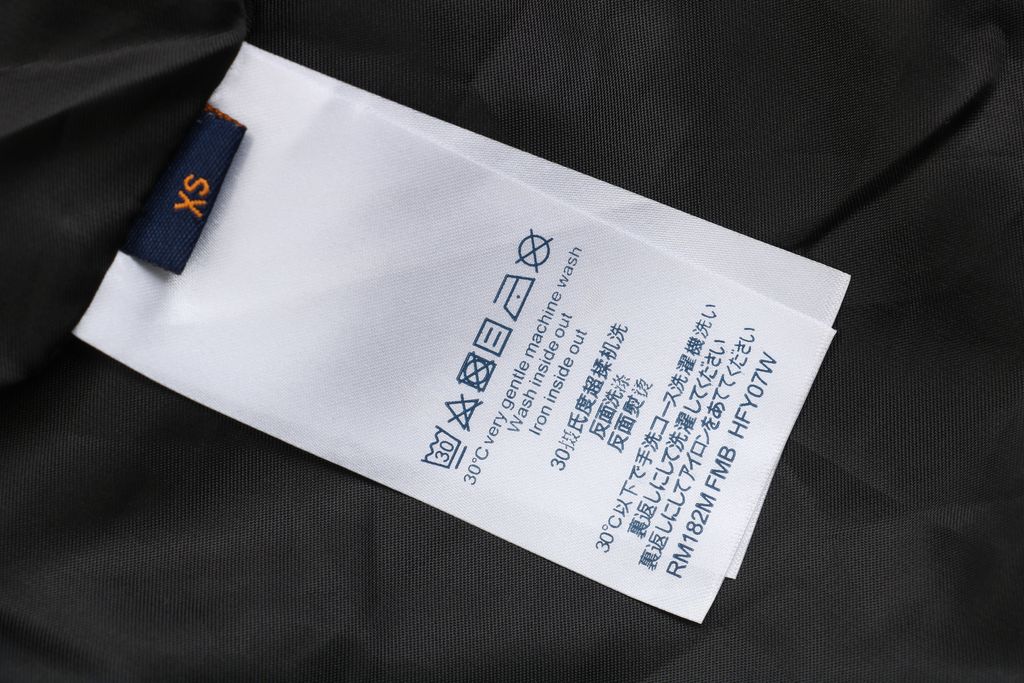 XS
30
30°C very gentle machine wash
Wash inside out
Iron inside out
30摄氏度超揉机洗
反面洗涤
反面熨烫
30°C以下で手洗コース洗濯機洗い
裏返しにして洗濯してください
裏返しにしてアイロンをあててください
RM182M FMB HFY07W